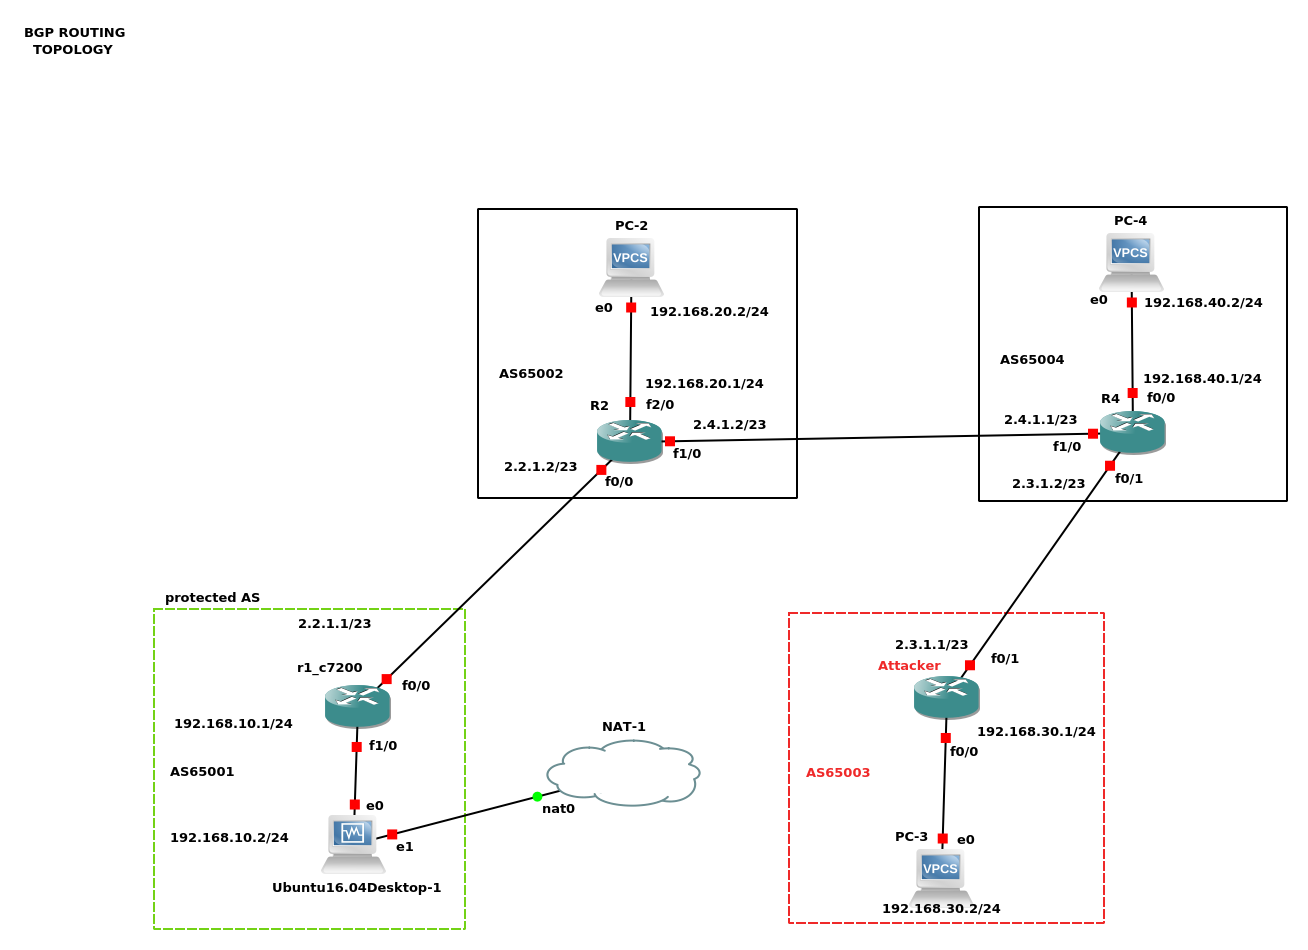 BGP ROUTING
TOPOLOGY
PC-2
VPCS
e0
192.168.20.2/24
AS65002
192.168.20.1/24
R2
f2/0
2.4.1.2/23
f1/0
2.2.1.2/23
f0/0
PC-4
VPCS
e0
192.168.40.2/24
AS65004
192.168.40.1/24
R4
f0/0
2.4.1.1/23
f1/0
f0/1
2.3.1.2/23
protected AS
2.2.1.1/23
r1_c7200
f0/0
192.168.10.1/24
f1/0
AS65001
e0
192.168.10.2/24
e1
Ubuntu16.04Desktop-1
NAT-1
nat0
2.3.1.1/23
f0/1
Attacker
192.168.30.1/24
f0/0
AS65003
PC-3
e0
VPCS
192.168.30.2/24